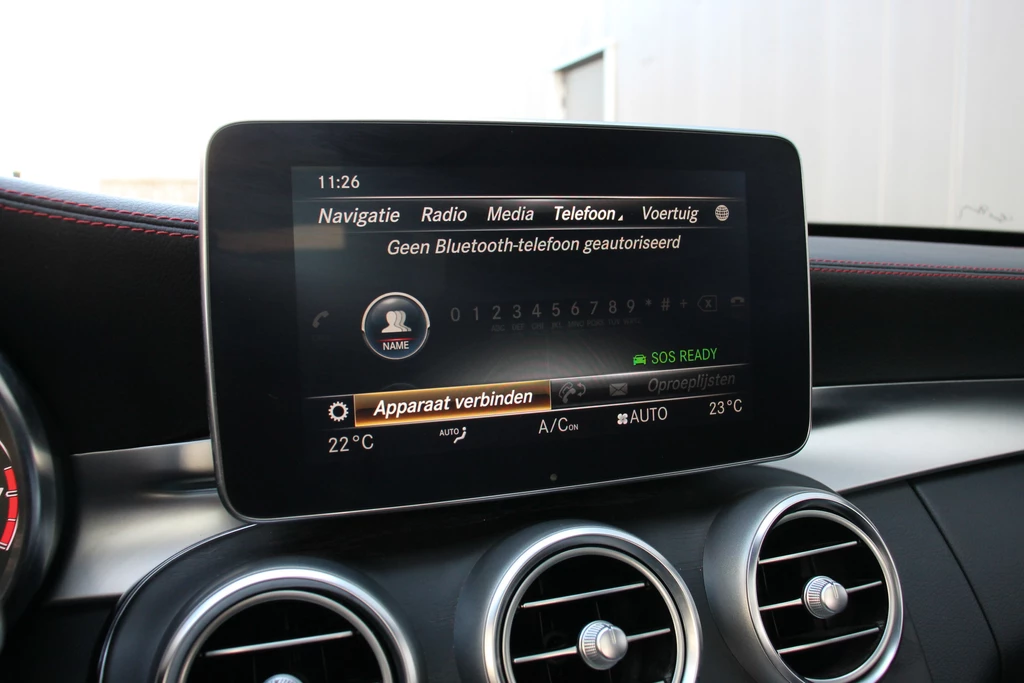 11:26
Navigatie Radio Media Telefoon Voertuig
Geen Bluetooth-telefoon geautoriseerd
0 1 2 3 4 5 6 7 8 9 * # +
NAME
SOS READY
Apparaat verbinden Oproeplijsten
22°C AUTO A/C ON AUTO 23°C